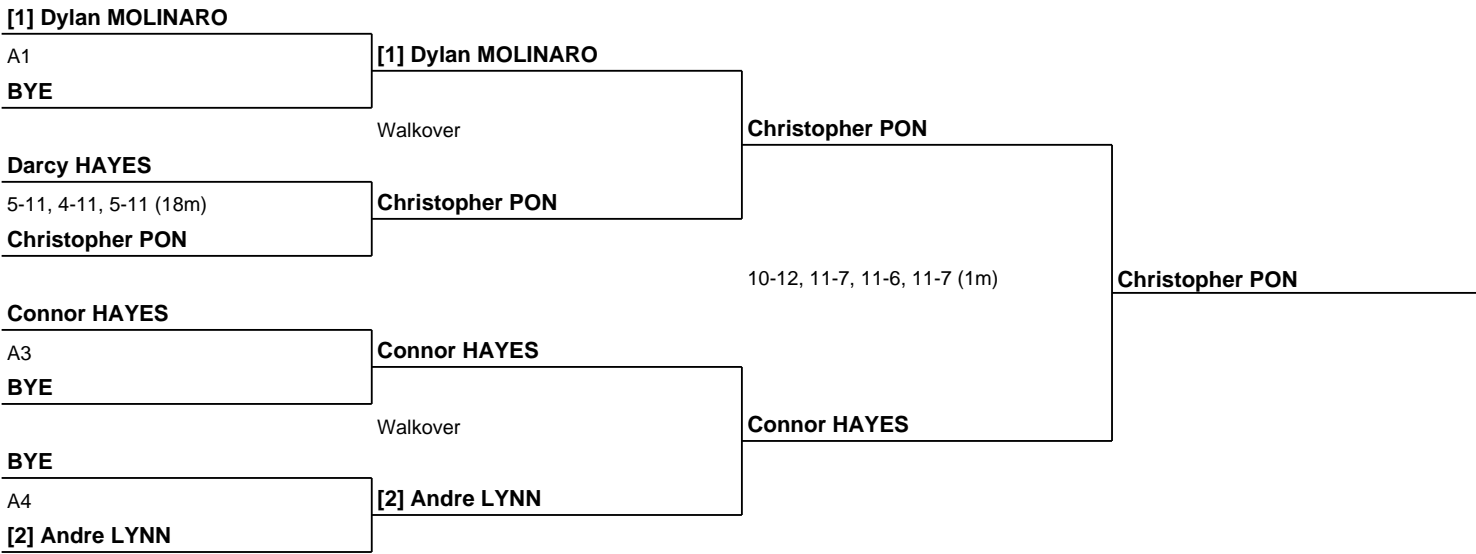 [1] Dylan MOLINARO
A1
[1] Dylan MOLINARO
BYE
Walkover
Christopher PON
Darcy HAYES
5-11, 4-11, 5-11 (18m)
Christopher PON
Christopher PON
10-12, 11-7, 11-6, 11-7 (1m)
Christopher PON
Connor HAYES
A3
Connor HAYES
BYE
Walkover
Connor HAYES
BYE
A4
[2] Andre LYNN
[2] Andre LYNN